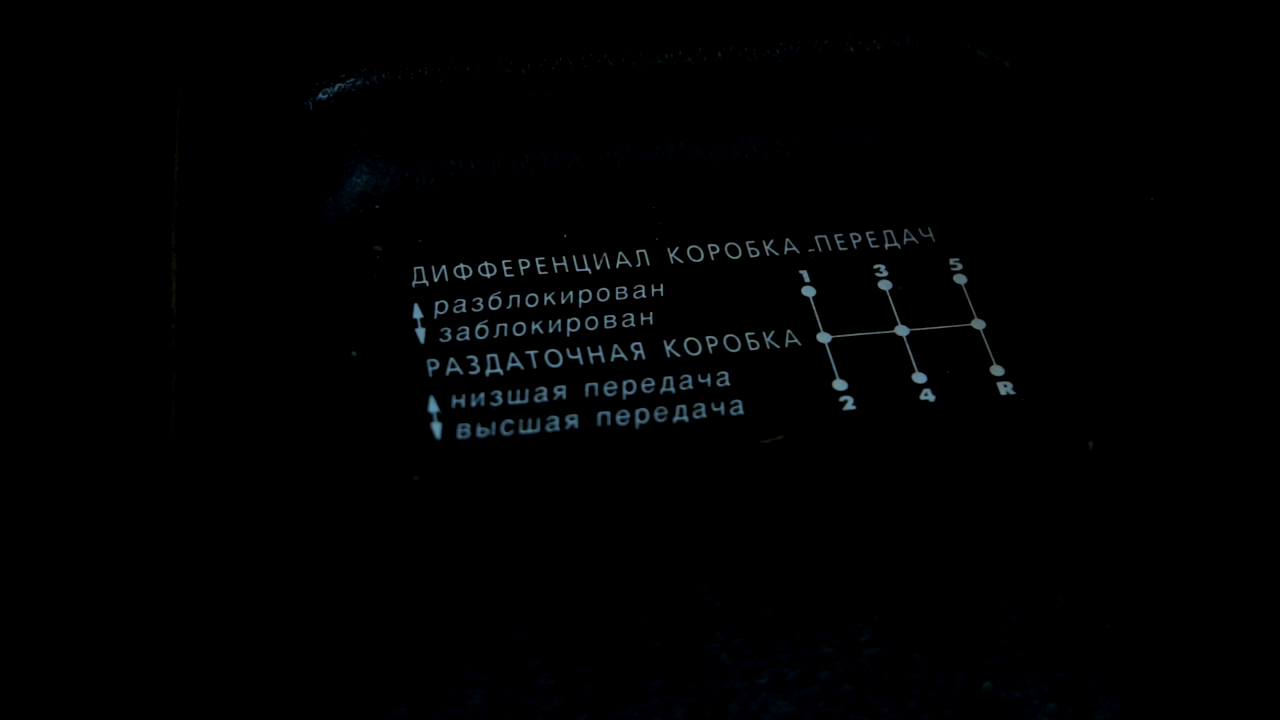 ДИФФЕРЕНЦИАЛ КОРОБКА ПЕРЕДАЧ
разблокирован
заблокирован
РАЗДАТОЧНАЯ КОРОБКА
низшая передача
высшая передача
1 3 5
2 4 R